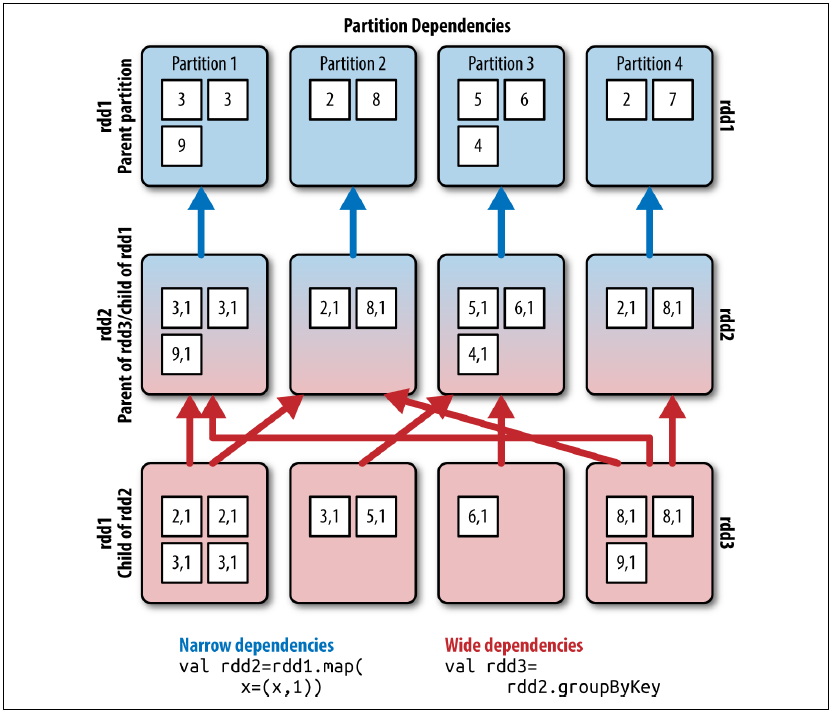 Partition Dependencies
rdd1
Parent partition
Partition 1
3 3
9
Partition 2
2 8
Partition 3
5 6
4
Partition 4
2 7
rdd1
rdd2
Parent of rdd3/child of rdd1
3,1 3,1
9,1
2,1 8,1
5,1 6,1
4,1
2,1 8,1
rdd2
rdd1
Child of rdd2
2,1 2,1
3,1 3,1
3,1 5,1
6,1
8,1 8,1
9,1
rdd3
Narrow dependencies
val rdd2=rdd1.map(
x=(x,1))
Wide dependencies
val rdd3=
rdd2.groupByKey